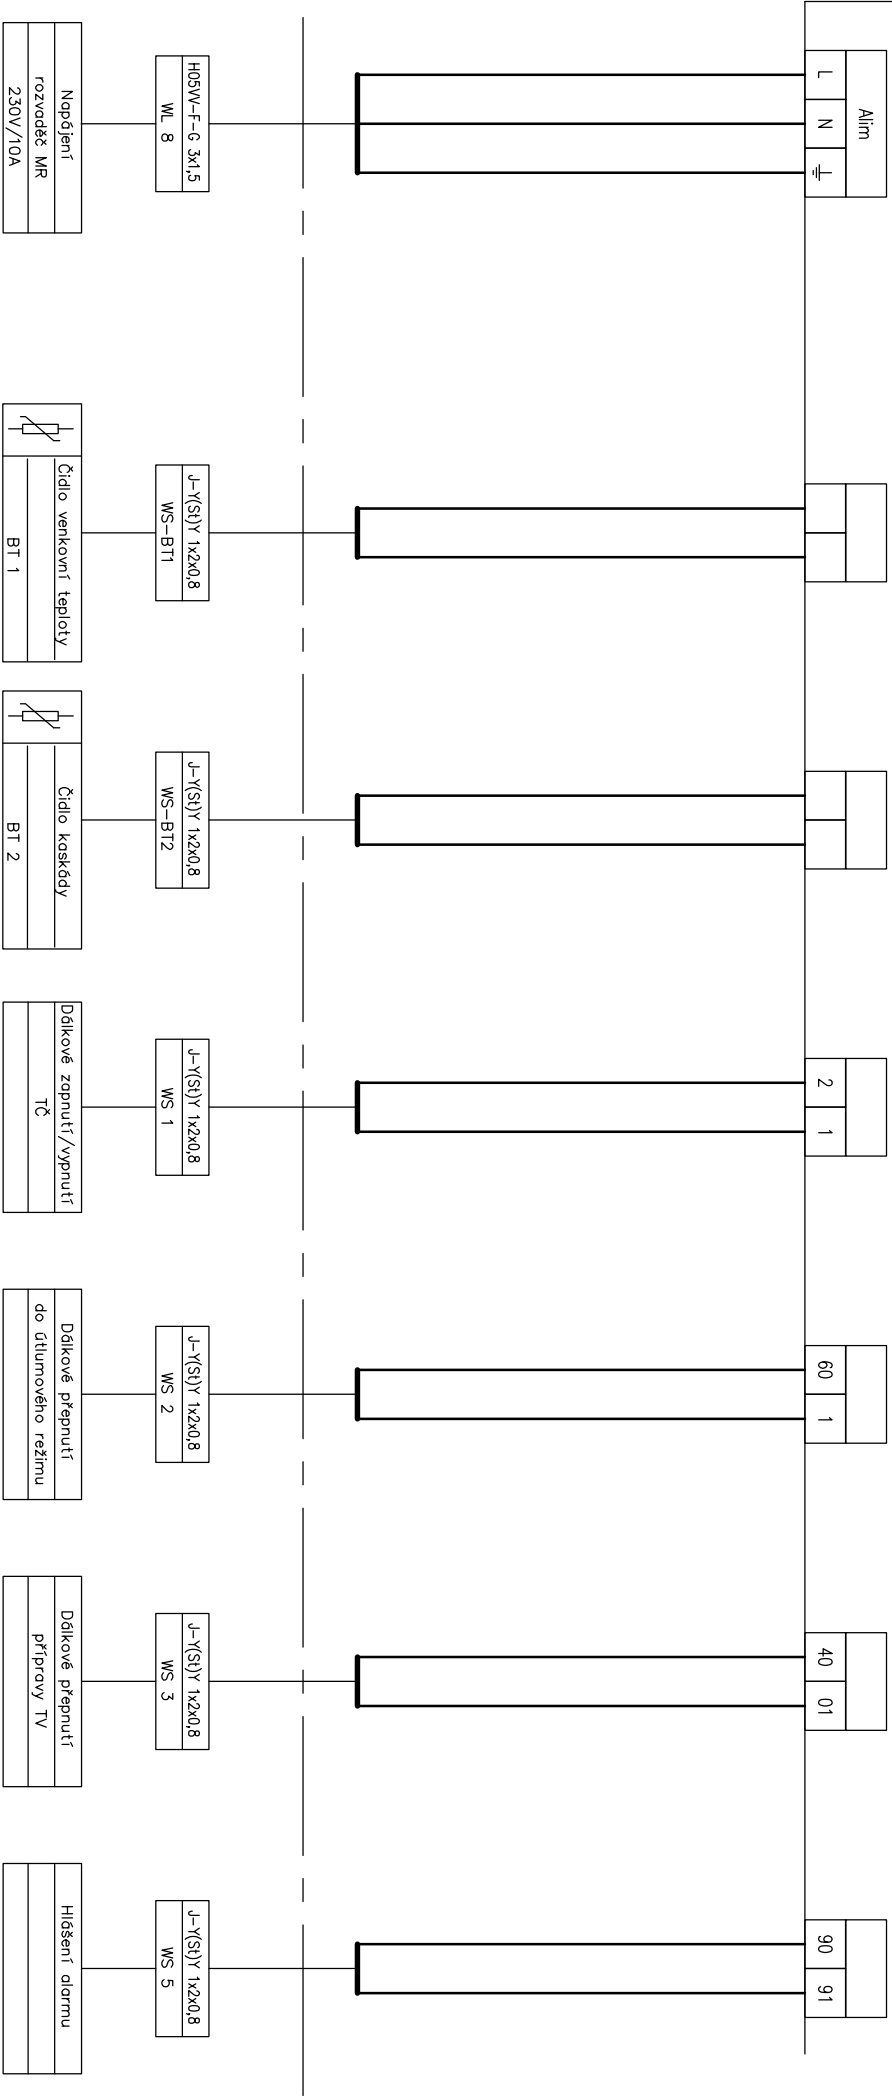 Alim
L
N
Napájení
rozvaděč MR
230V/10A
H05VV-F-G 3x1,5
WL 8
Čidlo venkovní teploty
BT 1
J-Y(St)Y 1x2x0,8
WS-BT1
Čidlo kaskády
BT 2
J-Y(St)Y 1x2x0,8
WS-BT2
2
1
J-Y(St)Y 1x2x0,8
WS 1
Dálkové zapnutí/vypnutí
TČ
60
1
J-Y(St)Y 1x2x0,8
WS 2
Dálkové přepnutí
do útlumového režimu
40
01
J-Y(St)Y 1x2x0,8
WS 3
Dálkové přepnutí
přípravy TV
90
91
J-Y(St)Y 1x2x0,8
WS 5
Hlášení alarmu